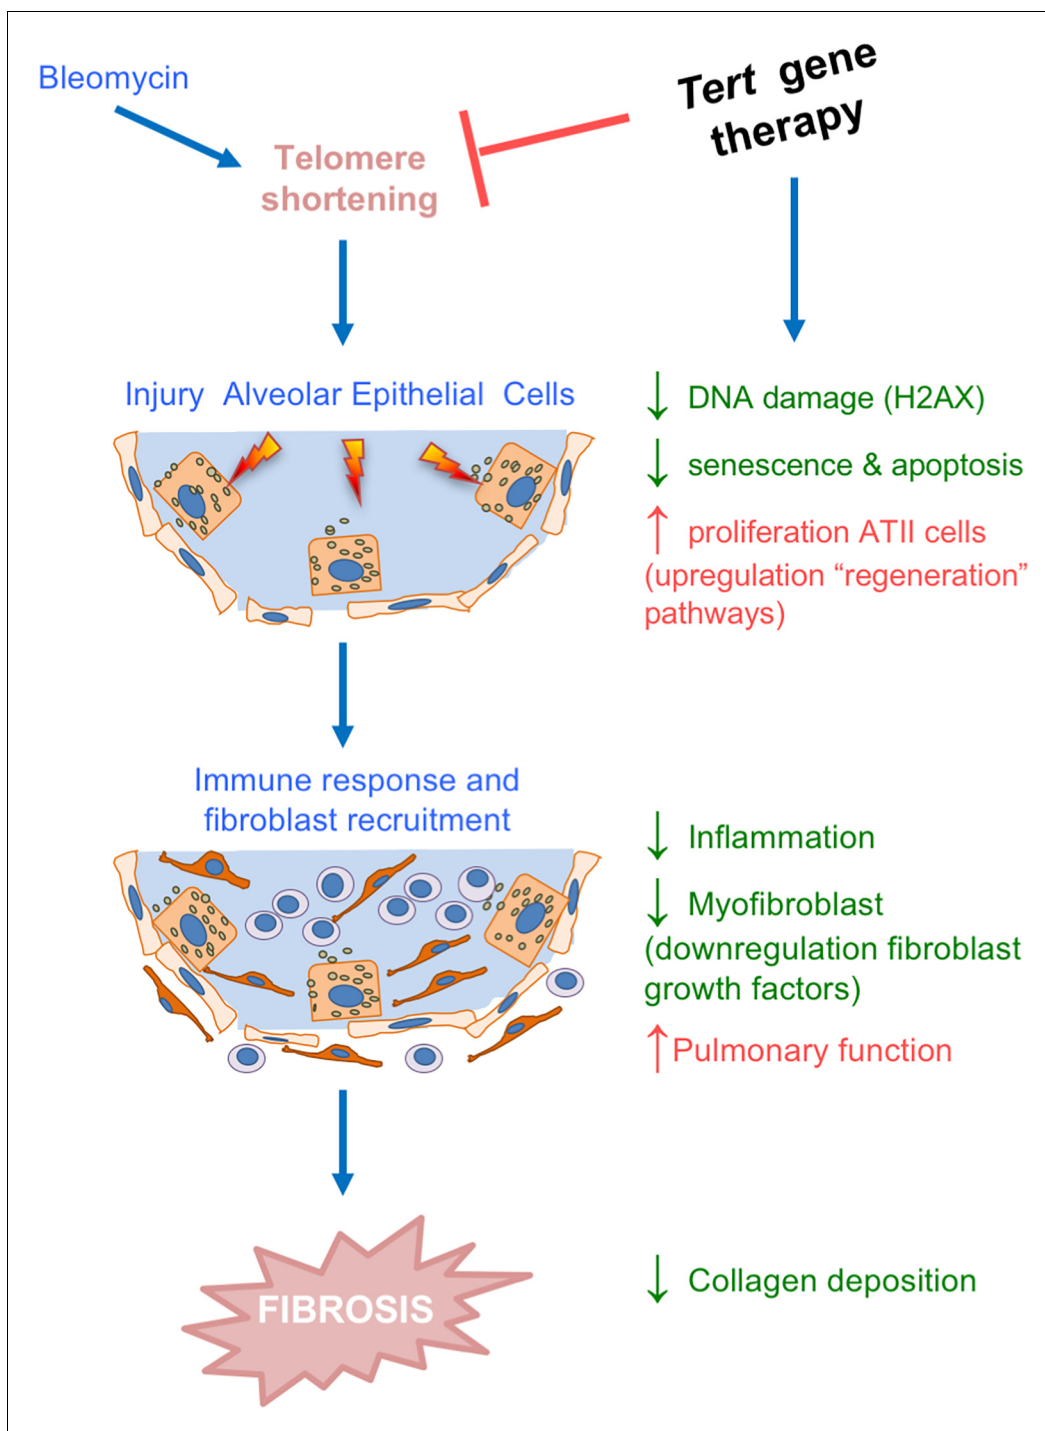 Bleomycin
Tert gene
therapy
Telomere
shortening
Injury Alveolar Epithelial Cells
↓ DNA damage (H2AX)
↓ senescence & apoptosis
↑ proliferation ATII cells
(upregulation “regeneration”
pathways)
Immune response and
fibroblast recruitment
↓ Inflammation
↓ Myofibroblast
(downregulation fibroblast
growth factors)
↑ Pulmonary function
FIBROSIS
↓ Collagen deposition